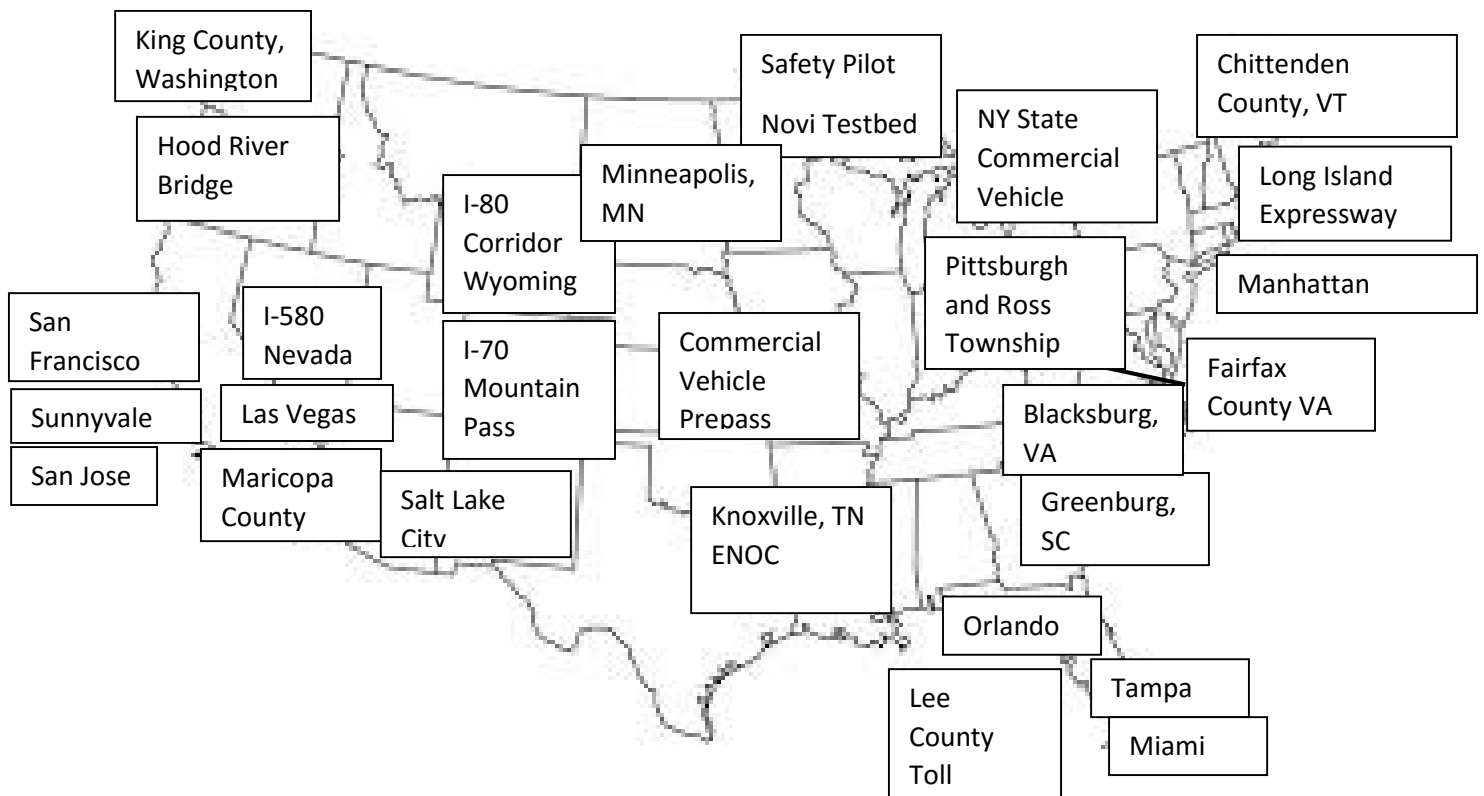 King County,
Washington
Safety Pilot
Novi Testbed
Chittenden
County, VT
NY State
Commercial
Vehicle
Hood River
Bridge
Minneapolis,
MN
Long Island
Expressway
I-80
Corridor
Wyoming
Pittsburgh
and Ross
Township
Manhattan
San
Francisco
I-580
Nevada
I-70
Mountain
Pass
Commercial
Vehicle
Prepass
Fairfax
County VA
Sunnyvale
Las Vegas
Blacksburg,
VA
San Jose
Maricopa
County
Salt Lake
City
Knoxville, TN
ENOC
Greenburg,
SC
Orlando
Tampa
Lee
County
Toll
Miami